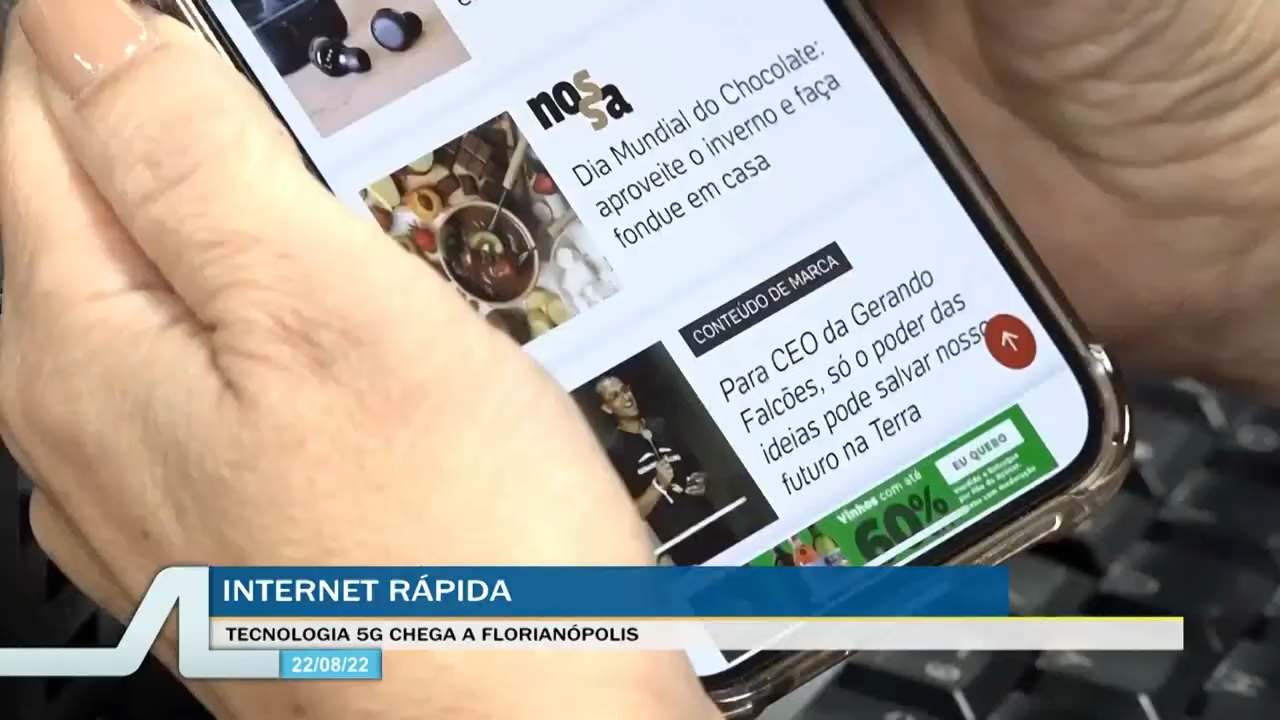 nossa
Dia Mundial do Chocolate:
aproveite o inverno e faça
fondue em casa
CONTEÚDO DE MARCA
Para CEO da Gerando
Falcões, só o poder das
ideias pode salvar nosso
futuro na Terra
Vinhos com até
60%
EU QUERO
INTERNET RÁPIDA
TECNOLOGIA 5G CHEGA A FLORIANÓPOLIS
22/08/22